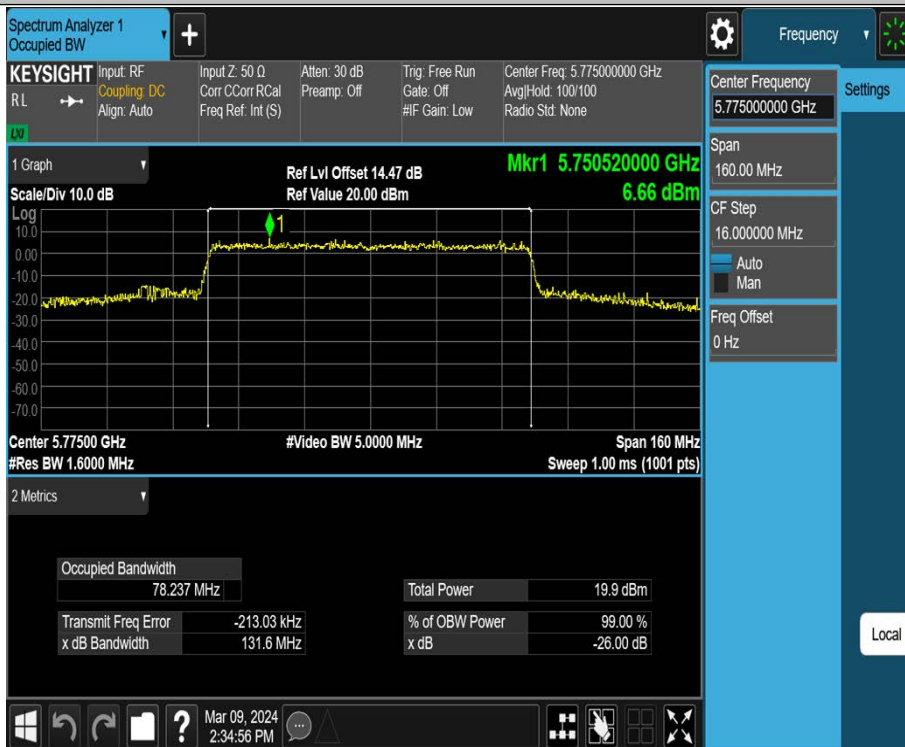 Spectrum Analyzer 1
Occupied BW
+
Frequency
KEYSIGHT
RL
LXI
Input: RF
Coupling: DC
Align: Auto
Input Z: 50 Ω
Corr CCorr RCal
Freq Ref: Int (S)
Atten: 30 dB
Preamp: Off
Trig: Free Run
Gate: Off
#IF Gain: Low
Center Freq: 5.775000000 GHz
Avg|Hold: 100/100
Radio Std: None
Center Frequency
5.775000000 GHz
Settings
Span
160.00 MHz
CF Step
16.000000 MHz
Auto
Man
Freq Offset
0 Hz
Local
1 Graph
Scale/Div 10.0 dB
Ref Lvl Offset 14.47 dB
Ref Value 20.00 dBm
Mkr1 5.750520000 GHz
6.66 dBm
Log
10.0
0.00
-10.0
-20.0
-30.0
-40.0
-50.0
-60.0
-70.0
1
Center 5.77500 GHz
#Res BW 1.6000 MHz
#Video BW 5.0000 MHz
Span 160 MHz
Sweep 1.00 ms (1001 pts)
2 Metrics
Occupied Bandwidth
78.237 MHz
Total Power 19.9 dBm
Transmit Freq Error -213.03 kHz
% of OBW Power 99.00 %
x dB Bandwidth 131.6 MHz
x dB -26.00 dB
?
Mar 09, 2024
2:34:56 PM